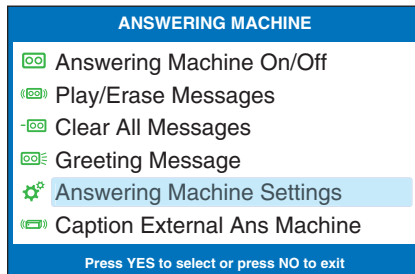 ANSWERING MACHINE
Answering Machine On/Off
Play/Erase Messages
Clear All Messages
Greeting Message
Answering Machine Settings
Caption External Ans Machine
Press YES to select or press NO to exit